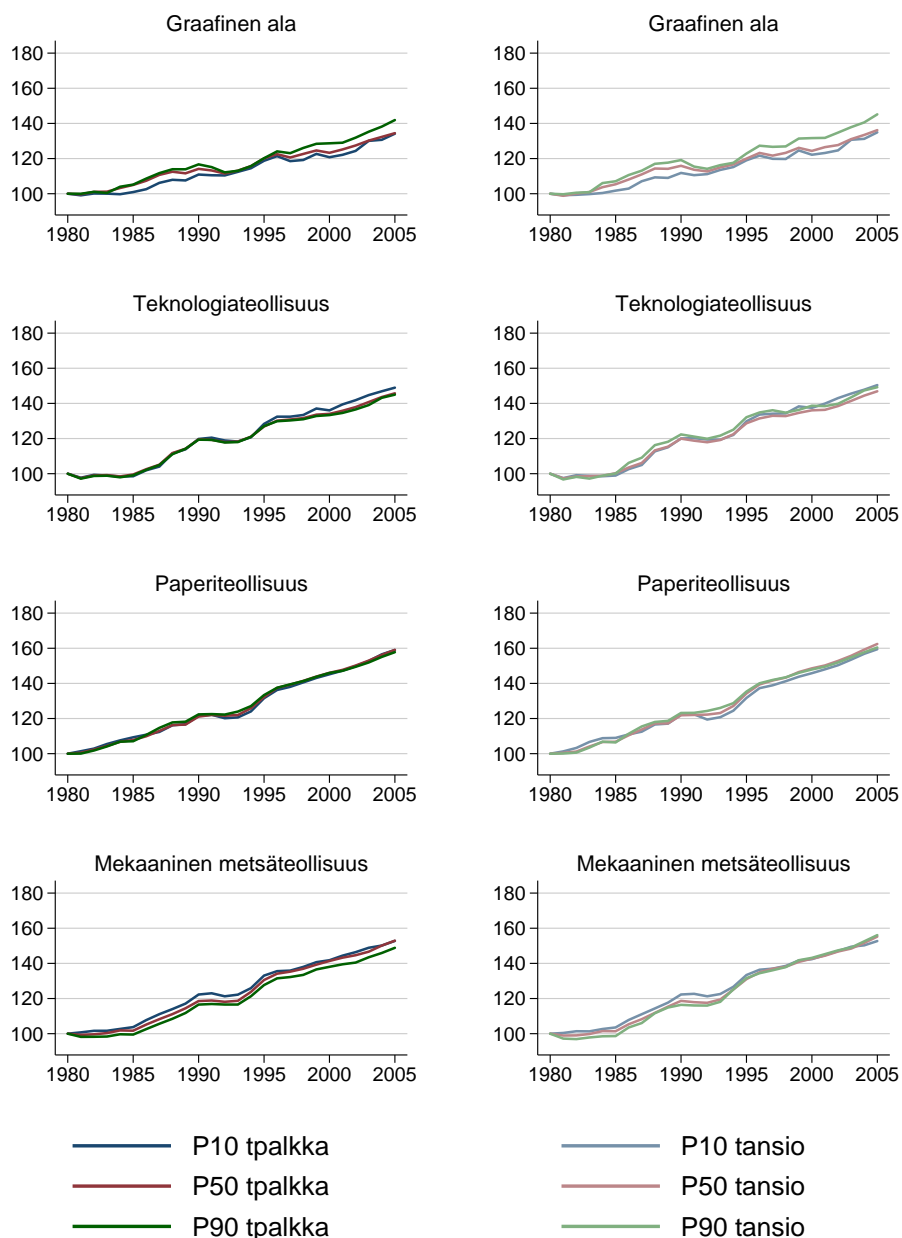 Graafinen ala
180
160
140
120
100
1980 1985 1990 1995 2000 2005
Graafinen ala
180
160
140
120
100
1980 1985 1990 1995 2000 2005
Teknologiateollisuus
180
160
140
120
100
1980 1985 1990 1995 2000 2005
Teknologiateollisuus
180
160
140
120
100
1980 1985 1990 1995 2000 2005
Paperiteollisuus
180
160
140
120
100
1980 1985 1990 1995 2000 2005
Paperiteollisuus
180
160
140
120
100
1980 1985 1990 1995 2000 2005
Mekaaninen metsäteollisuus
180
160
140
120
100
1980 1985 1990 1995 2000 2005
Mekaaninen metsäteollisuus
180
160
140
120
100
1980 1985 1990 1995 2000 2005
P10 tpalkka
P50 tpalkka
P90 tpalkka
P10 tansio
P50 tansio
P90 tansio